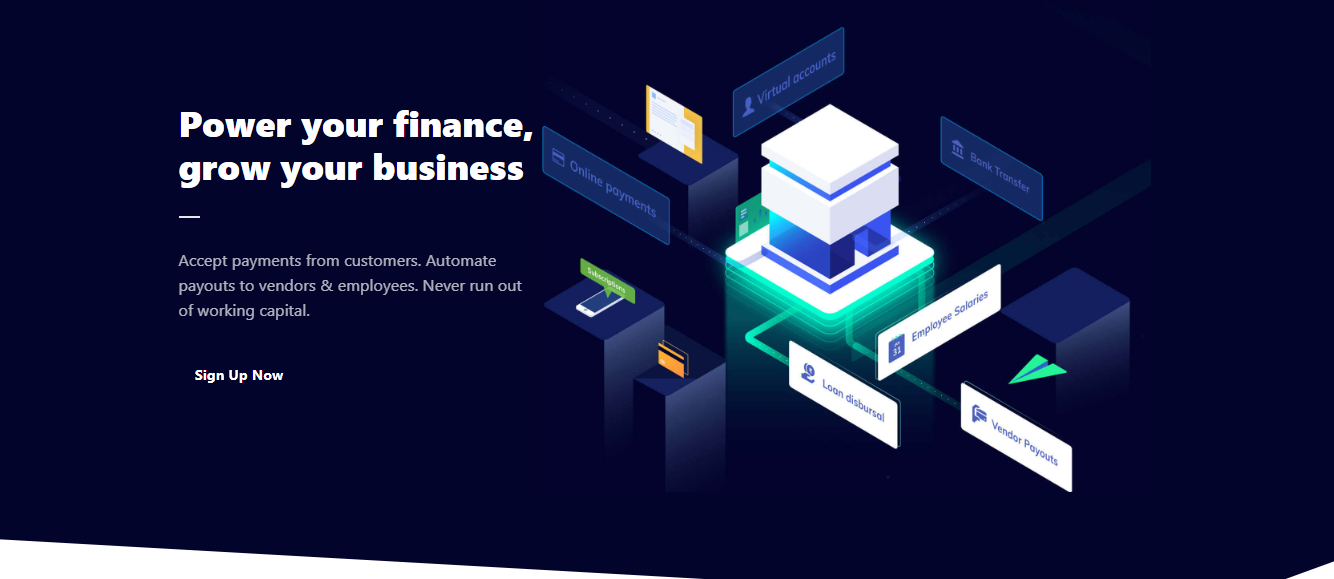 Power your finance,
grow your business
Accept payments from customers. Automate
payouts to vendors & employees. Never run out
of working capital.
Sign Up Now
Virtual accounts
Online payments
Bank Transfer
Subscriptions
Employee Salaries
31
Loan disbursal
Vendor Payouts